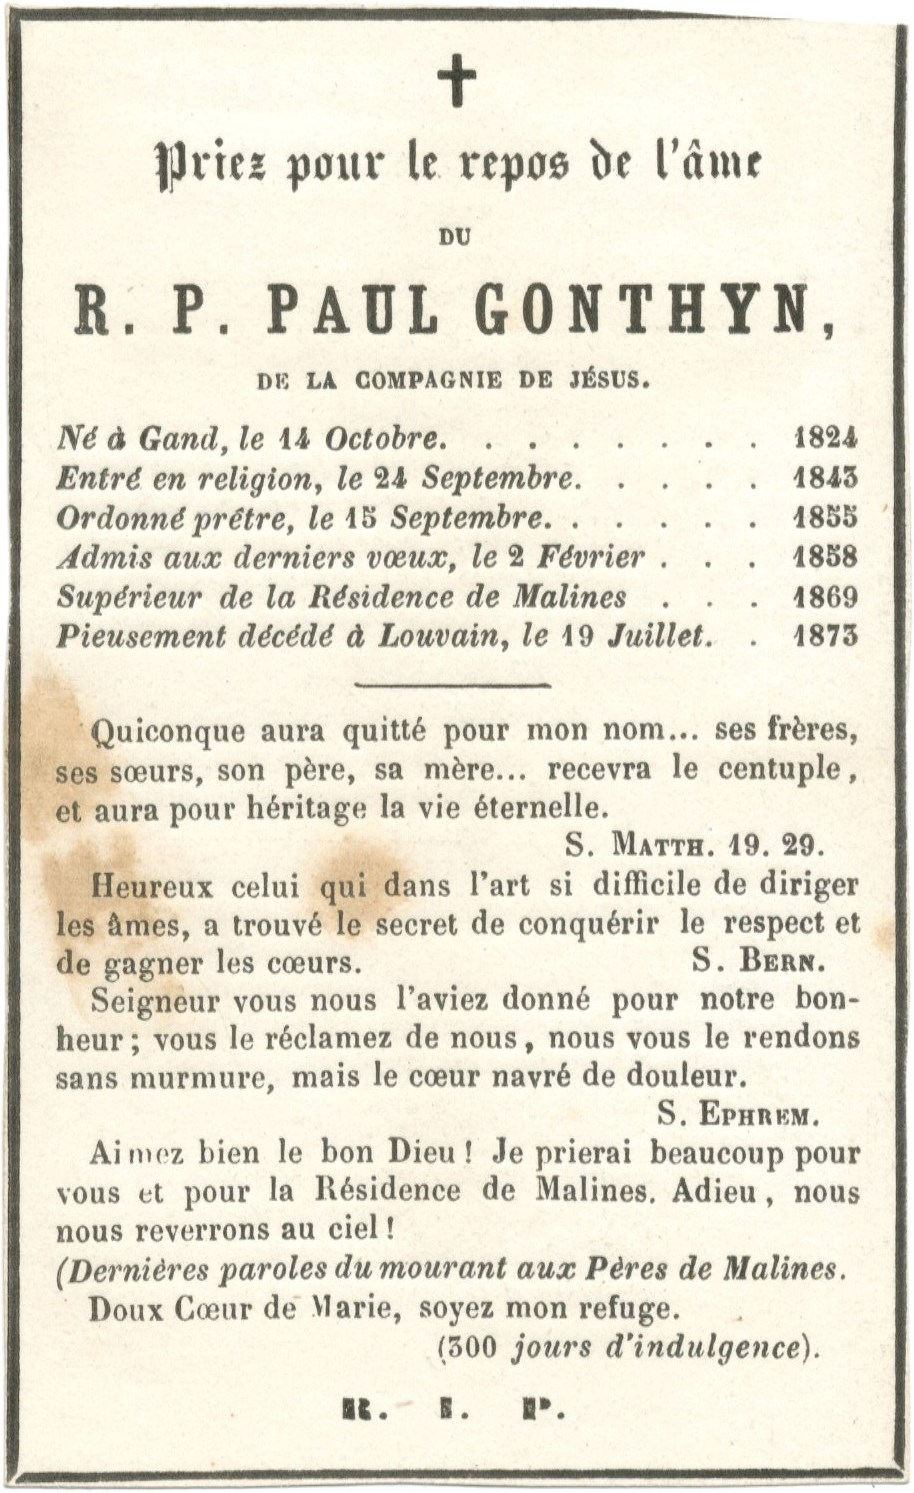 Priez pour le repos de l'âme
DU
R. P. PAUL GONTHYN,
DE LA COMPAGNIE DE JÉSUS.
Né à Gand, le 14 Octobre. . . . . . . . 1824
Entré en religion, le 24 Septembre. . . . . 1843
Ordonné prêtre, le 15 Septembre. . . . . . 1855
Admis aux derniers vœux, le 2 Février . . . 1858
Supérieur de la Résidence de Malines . . . 1869
Pieusement décédé à Louvain, le 19 Juillet. . 1873
Quiconque aura quitté pour mon nom... ses frères,
ses sœurs, son père, sa mère... recevra le centuple,
et aura pour héritage la vie éternelle.
S. MATTH. 19. 29.
Heureux celui qui dans l'art si difficile de diriger
les âmes, a trouvé le secret de conquérir le respect et
de gagner les cœurs. S. BERN.
Seigneur vous nous l'aviez donné pour notre bon-
heur ; vous le réclamez de nous, nous vous le rendons
sans murmure, mais le cœur navré de douleur.
S. EPHREM.
Aimez bien le bon Dieu ! Je prierai beaucoup pour
vous et pour la Résidence de Malines. Adieu, nous
nous reverrons au ciel !
(Dernières paroles du mourant aux Pères de Malines.
Doux Cœur de Marie, soyez mon refuge.
(300 jours d'indulgence).
R. I. P.